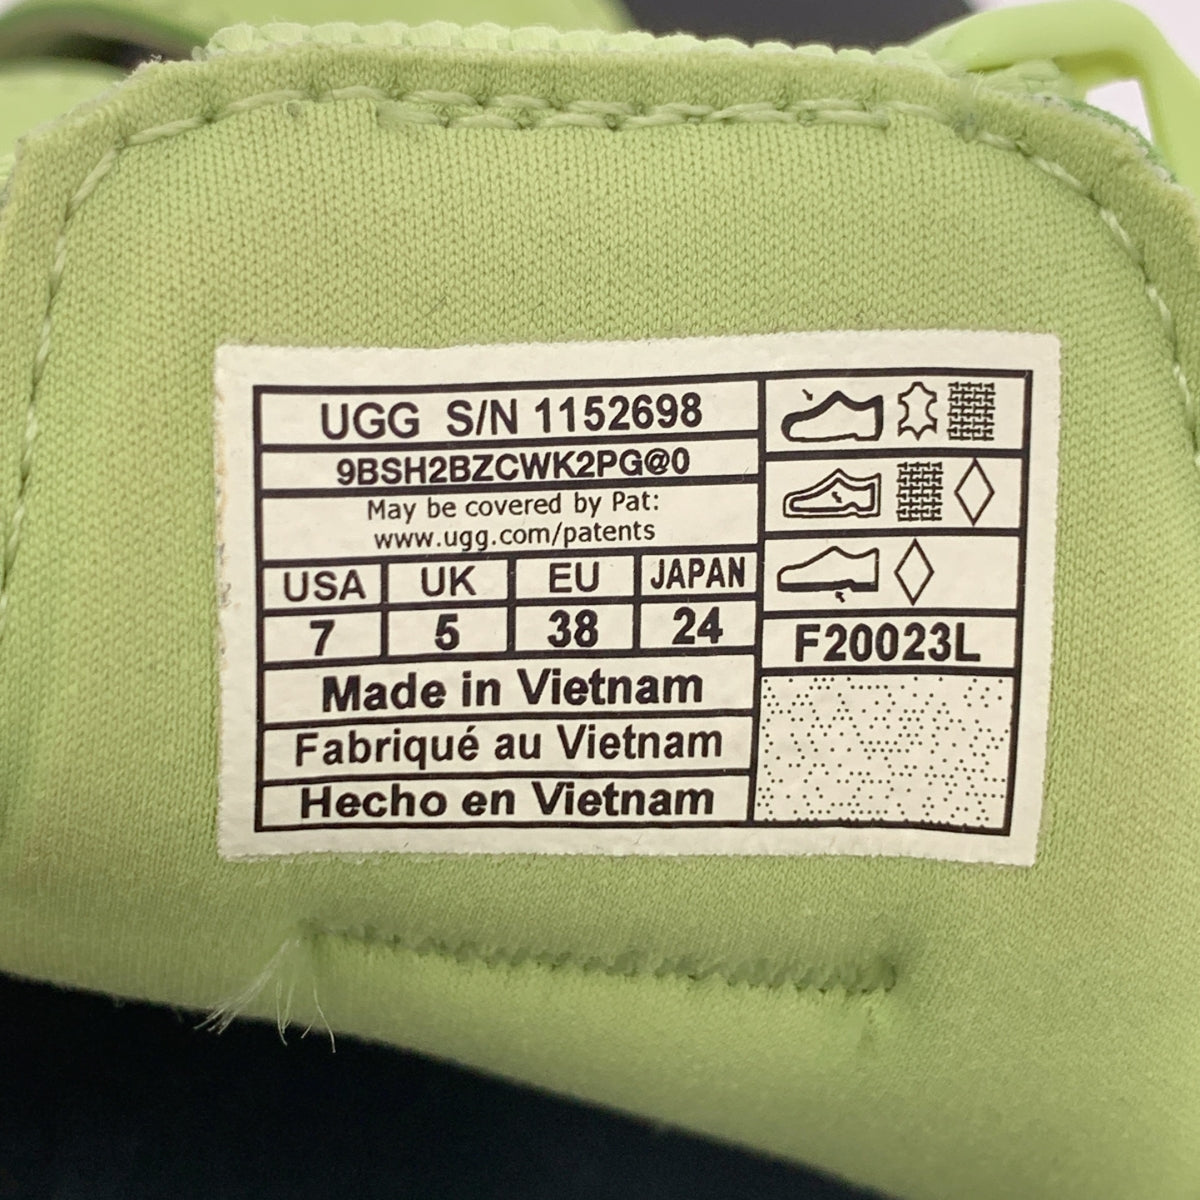 UGG S/N 1152698
9BSH2BZCWK2PG@0
May be covered by Pat:
www.ugg.com/patents
USA UK EU JAPAN
7 5 38 24
Made in Vietnam
Fabriqué au Vietnam
Hecho en Vietnam
F20023L